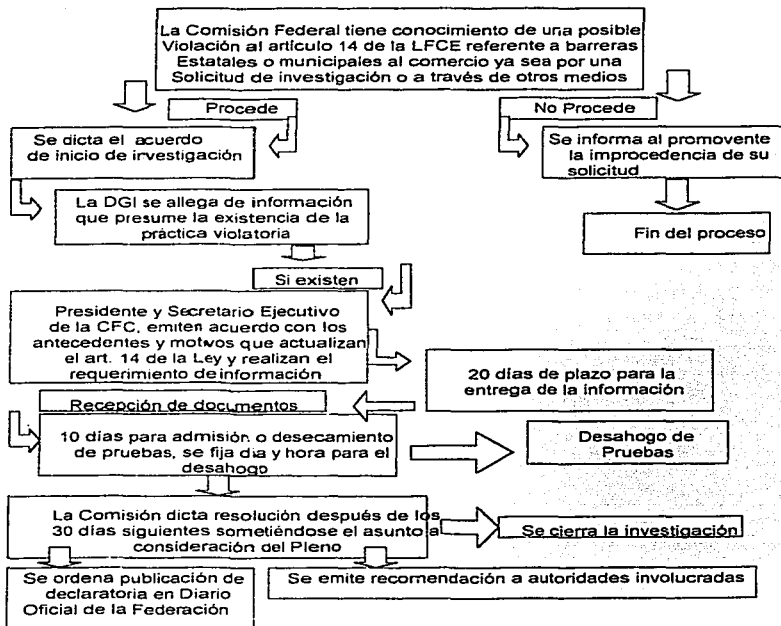 La Comisión Federal tiene conocimiento de una posible
Violación al artículo 14 de la LFCE referente a barreras
Estatales o municipales al comercio ya sea por una
Solicitud de investigación o a través de otros medios
Procede
No Procede
Se dicta el acuerdo
de inicio de investigación
Se informa al promovente
la improcedencia de su
solicitud
La DGI se allega de información
que presume la existencia de la
práctica violatoria
Fin del proceso
Si existen
Presidente y Secretario Ejecutivo
de la CFC, emiten acuerdo con los
antecedentes y motivos que actualizan
el art. 14 de la Ley y realizan el
requerimiento de información
20 días de plazo para la
entrega de la información
Recepción de documentos
10 días para admisión o desecamiento
de pruebas, se fija día y hora para el
desahogo
Desahogo de
Pruebas
La Comisión dicta resolución después de los
30 días siguientes sometiéndose el asunto a
consideración del Pleno
Se cierra la investigación
Se ordena publicación de
declaratoria en Diario
Oficial de la Federación
Se emite recomendación a autoridades involucradas